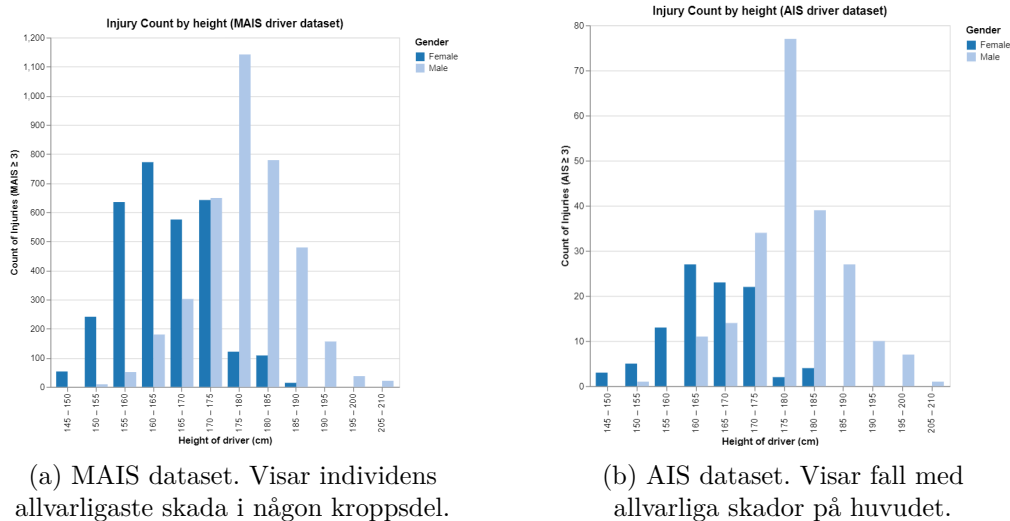 Injury Count by height (MAIS driver dataset)
Gender
Female
Male
Count of Injuries (MAIS ≥ 3)
1,200
1,100
1,000
900
800
700
600
500
400
300
200
100
0
145 – 150
150 – 155
155 – 160
160 – 165
165 – 170
170 – 175
175 – 180
180 – 185
185 – 190
190 – 195
195 – 200
205 – 210
Height of driver (cm)
(a) MAIS dataset. Visar individens
allvarligaste skada i någon kroppsdel.
Injury Count by height (AIS driver dataset)
Gender
Female
Male
Count of Injuries (AIS ≥ 3)
80
70
60
50
40
30
20
10
0
145 – 150
150 – 155
155 – 160
160 – 165
165 – 170
170 – 175
175 – 180
180 – 185
185 – 190
190 – 195
195 – 200
205 – 210
Height of driver (cm)
(b) AIS dataset. Visar fall med
allvarliga skador på huvudet.